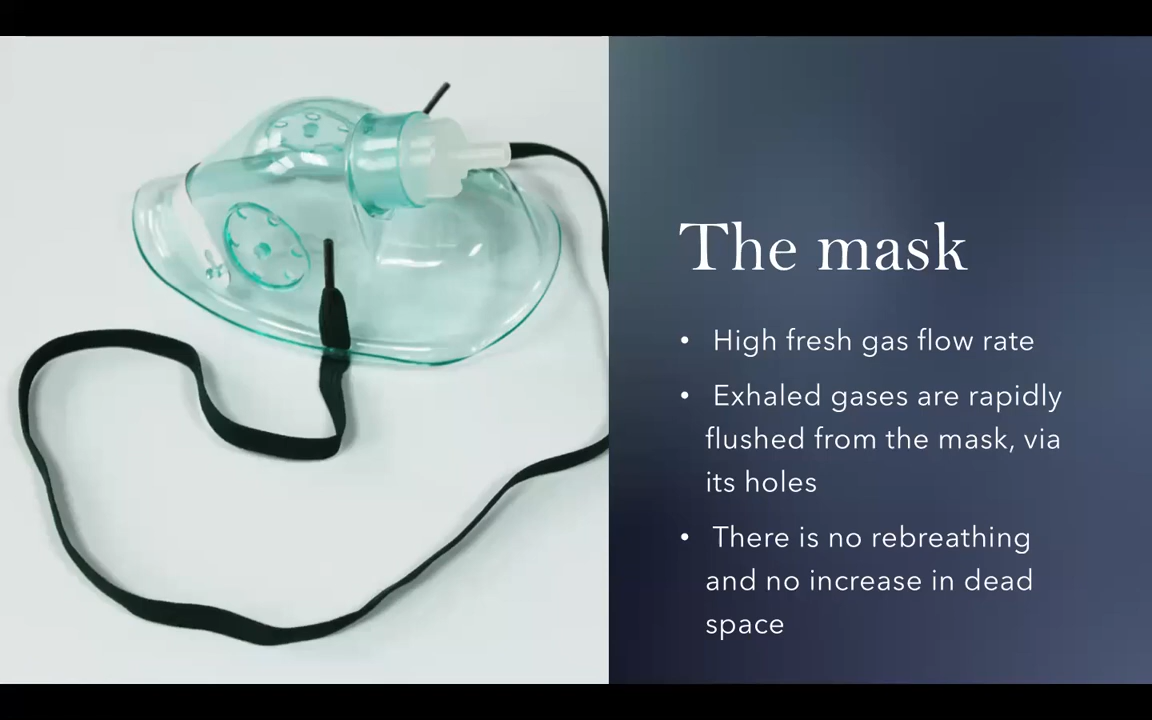 The mask
• High fresh gas flow rate
• Exhaled gases are rapidly
flushed from the mask, via
its holes
• There is no rebreathing
and no increase in dead
space